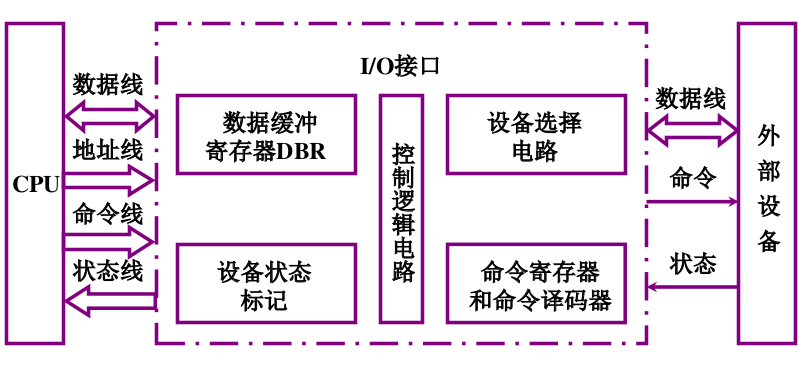 I/O接口
CPU
数据线
地址线
命令线
状态线
数据缓冲
寄存器DBR
设备状态
标记
控制逻辑电路
设备选择
电路
命令寄存器
和命令译码器
数据线
命令
状态
外部设备